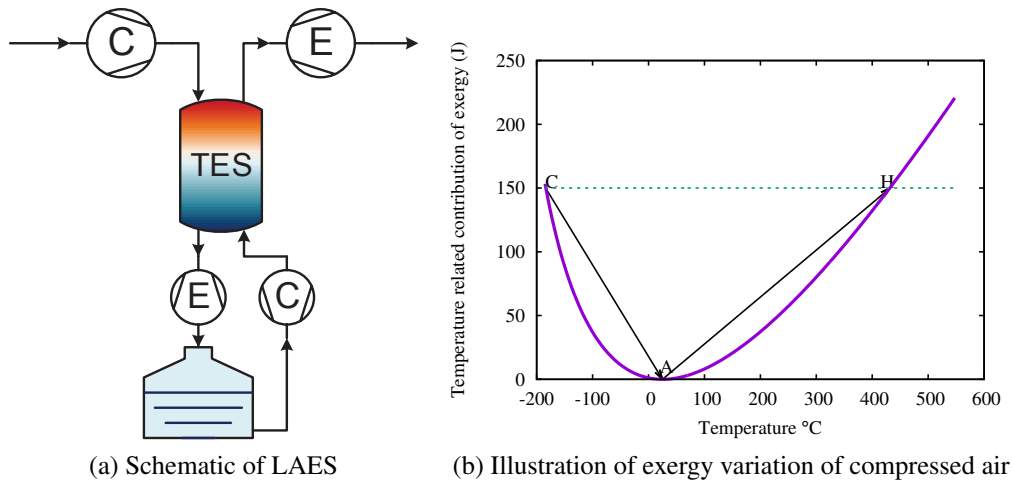 C
E
TES
E
C
(a) Schematic of LAES
Temperature related contribution of exergy (J)
250
200
150
100
50
0
C
H
A
-200 -100 0 100 200 300 400 500 600
Temperature °C
(b) Illustration of exergy variation of compressed air